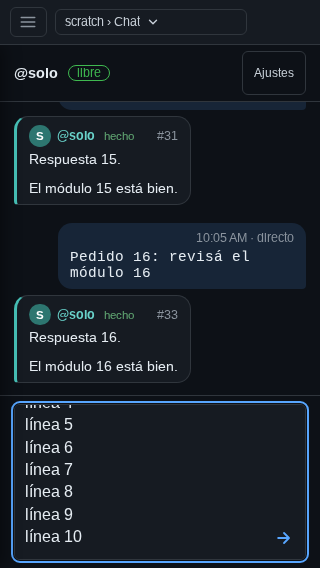 scratch › Chat
@solo libre Ajustes
S @solo hecho #31
Respuesta 15.
El módulo 15 está bien.
10:05 AM · directo
Pedido 16: revisá el
módulo 16
S @solo hecho #33
Respuesta 16.
El módulo 16 está bien.
línea 5
línea 6
línea 7
línea 8
línea 9
línea 10